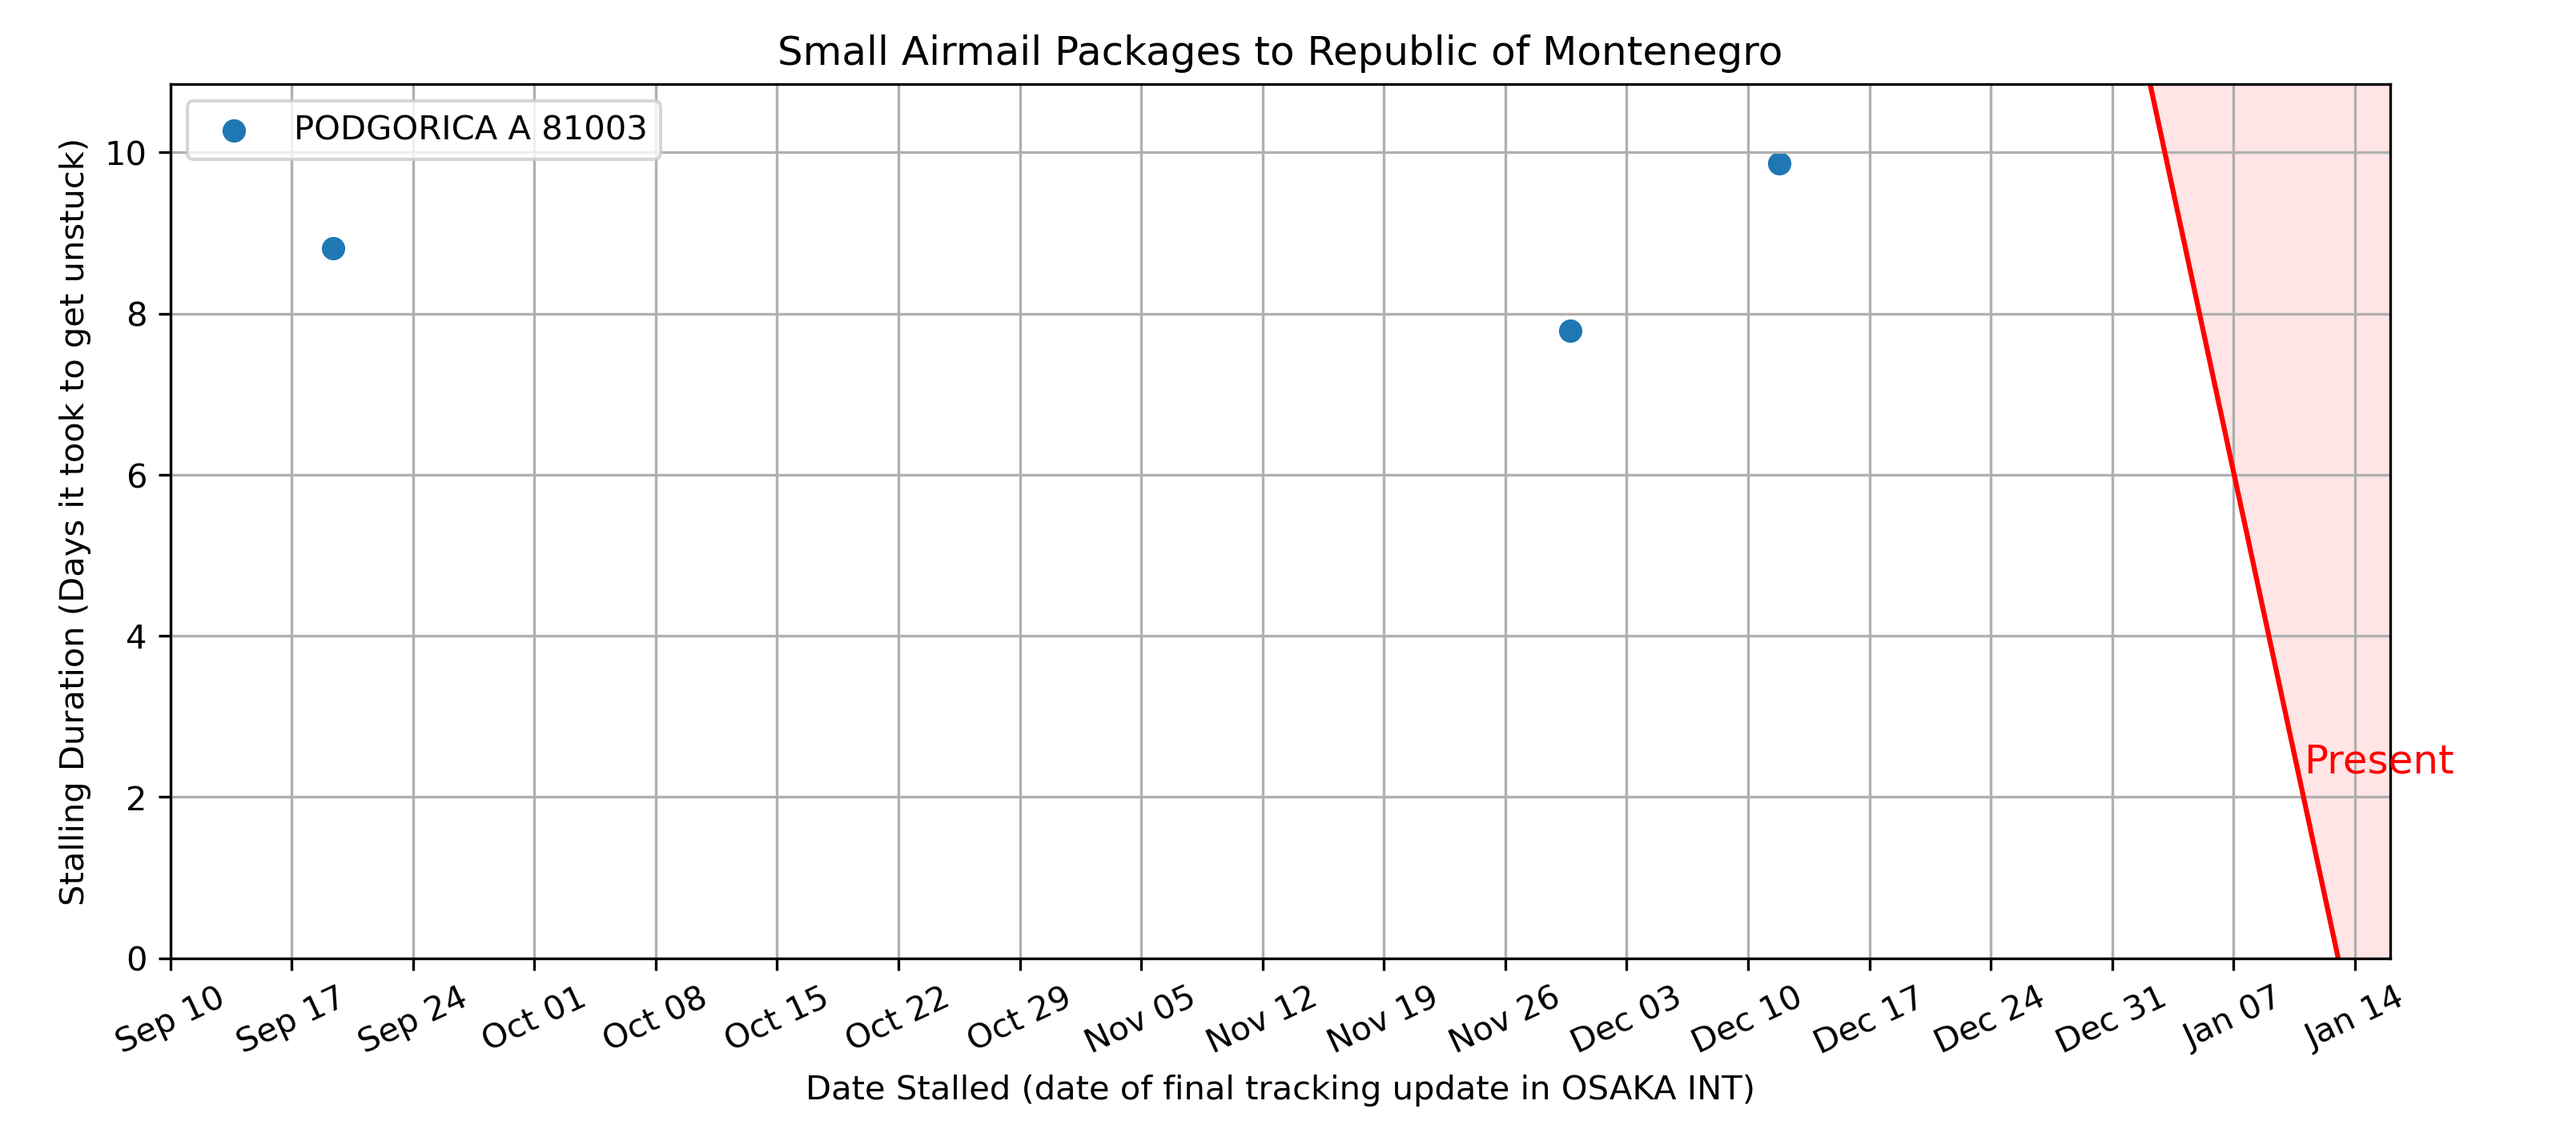 Small Airmail Packages to Republic of Montenegro
PODGORICA A 81003
Stalling Duration (Days it took to get unstuck)
10
8
6
4
2
0
Present
Sep 10
Sep 17
Sep 24
Oct 01
Oct 08
Oct 15
Oct 22
Oct 29
Nov 05
Nov 12
Nov 19
Nov 26
Dec 03
Dec 10
Dec 17
Dec 24
Dec 31
Jan 07
Jan 14
Date Stalled (date of final tracking update in OSAKA INT)